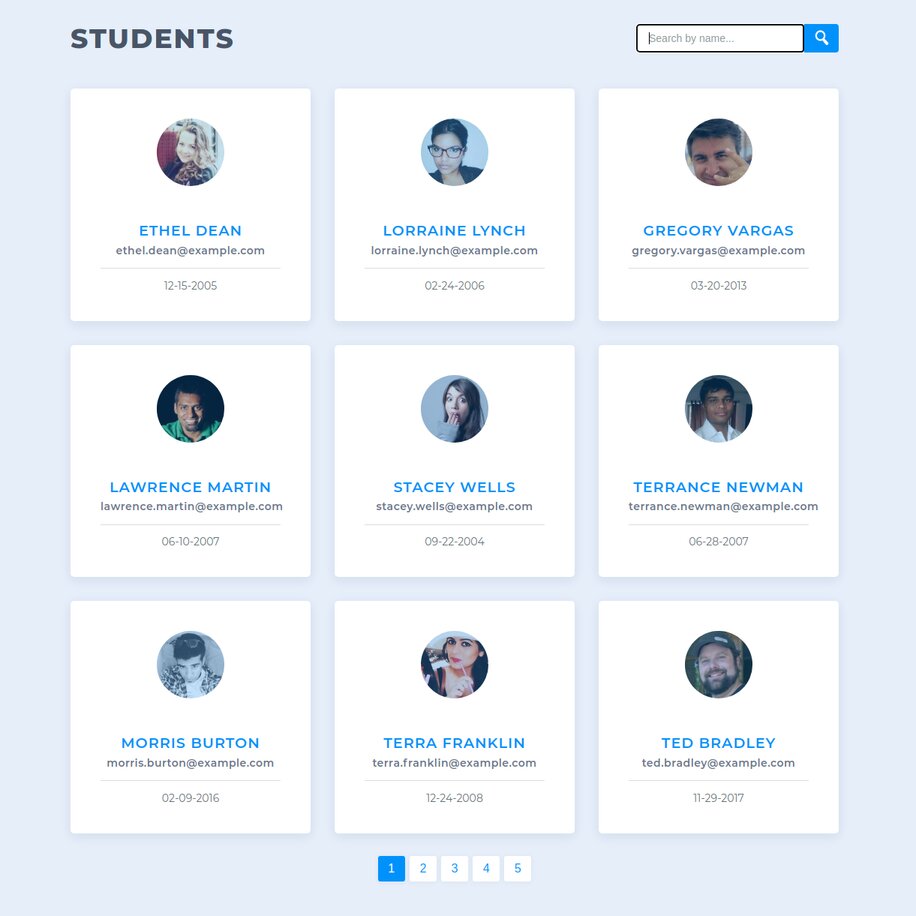 STUDENTS
Search by name...
ETHEL DEAN
ethel.dean@example.com
12-15-2005
LORRAINE LYNCH
lorraine.lynch@example.com
02-24-2006
GREGORY VARGAS
gregory.vargas@example.com
03-20-2013
LAWRENCE MARTIN
lawrence.martin@example.com
06-10-2007
STACEY WELLS
stacey.wells@example.com
09-22-2004
TERRANCE NEWMAN
terrance.newman@example.com
06-28-2007
MORRIS BURTON
morris.burton@example.com
02-09-2016
TERRA FRANKLIN
terra.franklin@example.com
12-24-2008
TED BRADLEY
ted.bradley@example.com
11-29-2017
1 2 3 4 5